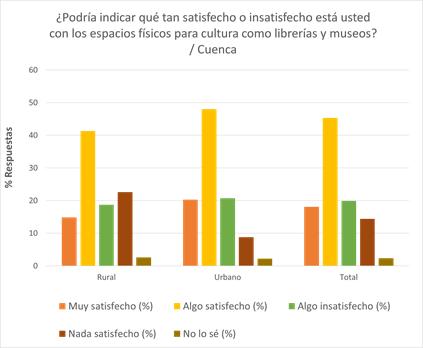 ¿Podría indicar qué tan satisfecho o insatisfecho está usted
con los espacios físicos para cultura como librerías y museos?
/ Cuenca
% Respuestas
60
50
40
30
20
10
0
Rural
Urbano
Total
Muy satisfecho (%)
Algo satisfecho (%)
Algo insatisfecho (%)
Nada satisfecho (%)
No lo sé (%)